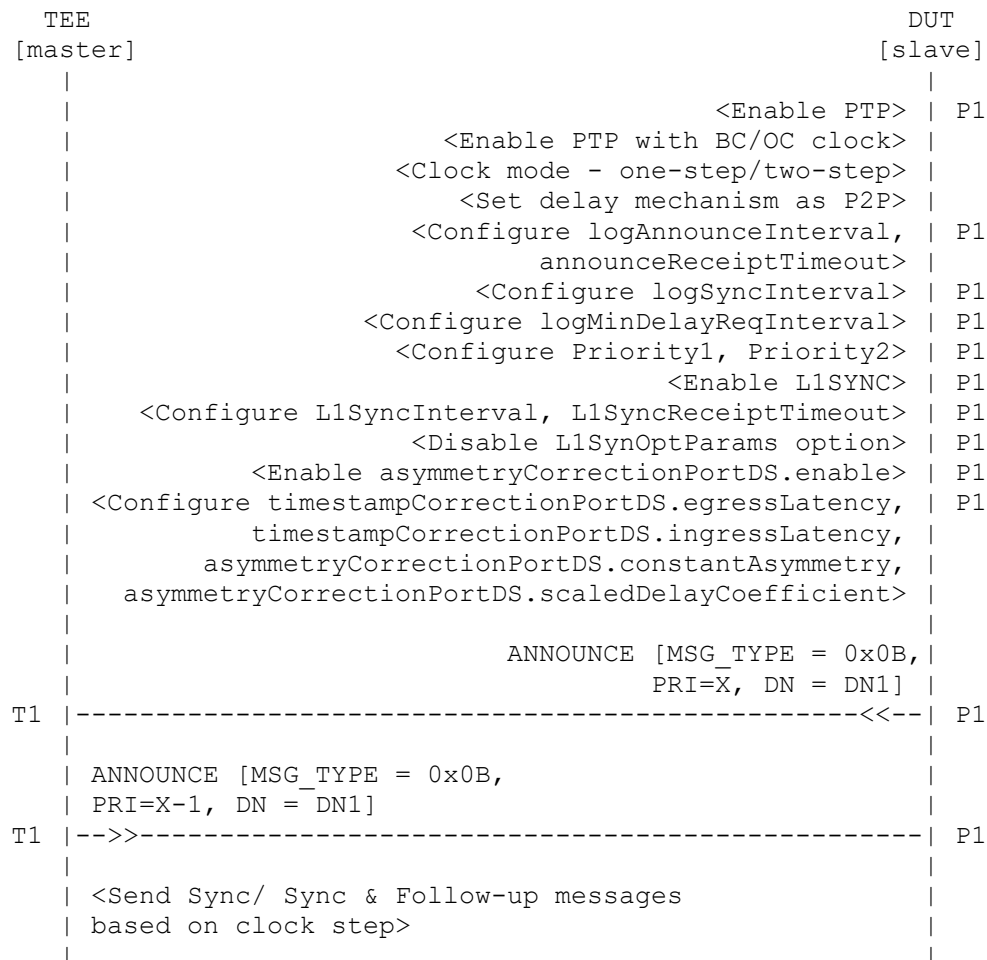 TEE DUT
[master] [slave]
| |
| <Enable PTP> | P1
| <Enable PTP with BC/OC clock> |
| <Clock mode - one-step/two-step> |
| <Set delay mechanism as P2P> |
| <Configure logAnnounceInterval, | P1
| announceReceiptTimeout> |
| <Configure logSyncInterval> | P1
| <Configure logMinDelayReqInterval> | P1
| <Configure Priority1, Priority2> | P1
| <Enable L1SYNC> | P1
| <Configure L1SyncInterval, L1SyncReceiptTimeout> | P1
| <Disable L1SynOptParams option> | P1
| <Enable asymmetryCorrectionPortDS.enable> | P1
| <Configure timestampCorrectionPortDS.egressLatency, | P1
| timestampCorrectionPortDS.ingressLatency, |
| asymmetryCorrectionPortDS.constantAsymmetry, |
| asymmetryCorrectionPortDS.scaledDelayCoefficient> |
| |
| ANNOUNCE [MSG_TYPE = 0x0B,|
| PRI=X, DN = DN1] |
T1 |-------------------------------------------------<<--| P1
| |
| ANNOUNCE [MSG_TYPE = 0x0B,
| PRI=X-1, DN = DN1] |
T1 |-->>-------------------------------------------------| P1
| |
| <Send Sync/ Sync & Follow-up messages |
| based on clock step> |
| |